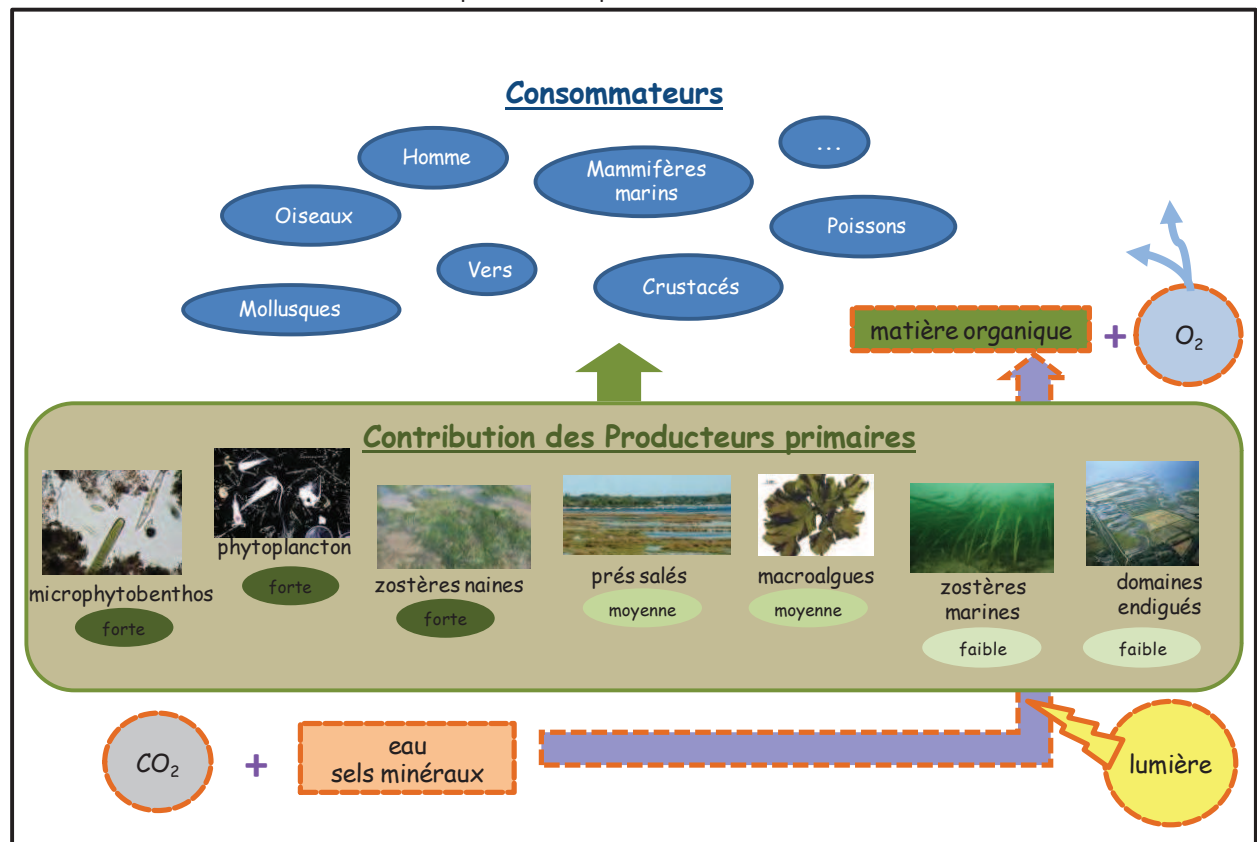 Consommateurs
Homme
Mammifères
marins
...
Oiseaux
Poissons
Vers
Crustacés
Mollusques
matière organique
+
O₂
Contribution des Producteurs primaires
microphytobenthos
forte
phytoplancton
forte
zostères naines
forte
prés salés
moyenne
macroalgues
moyenne
zostères
marines
faible
domaines
endigués
faible
CO₂
+
eau
sels minéraux
lumière